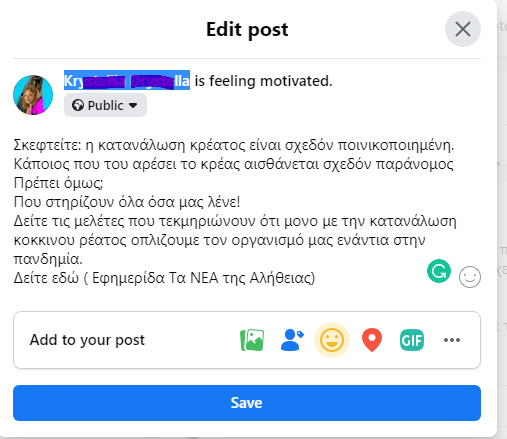 Edit post
is feeling motivated.
Public
Σκεφτείτε: η κατανάλωση κρέατος είναι σχεδόν ποινικοποιημένη.
Κάποιος που του αρέσει το κρέας αισθάνεται σχεδόν παράνομος
Πρέπει όμως;
Που στηρίζουν όλα όσα μας λένε!
Δείτε τις μελέτες που τεκμηριώνουν ότι μονο με την κατανάλωση
κοκκινου ρέατος οπλιζουμε τον οργανισμό μας ενάντια στην
πανδημία.
Δείτε εδώ ( Εφημερίδα Τα ΝΕΑ της Αλήθειας)
Add to your post
GIF
Save